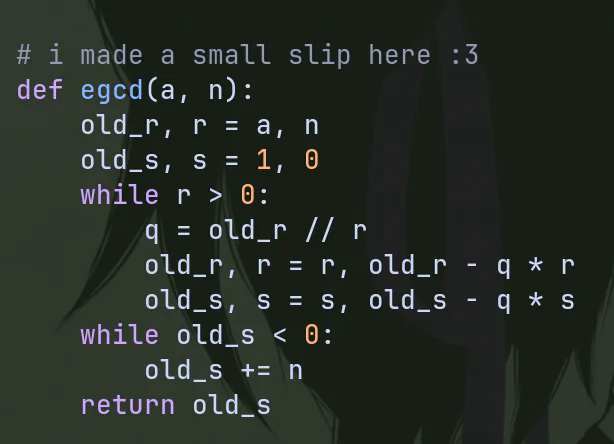 # i made a small slip here :3
def egcd(a, n):
    old_r, r = a, n
    old_s, s = 1, 0
    while r > 0:
        q = old_r // r
        old_r, r = r, old_r - q * r
        old_s, s = s, old_s - q * s
    while old_s < 0:
        old_s += n
    return old_s